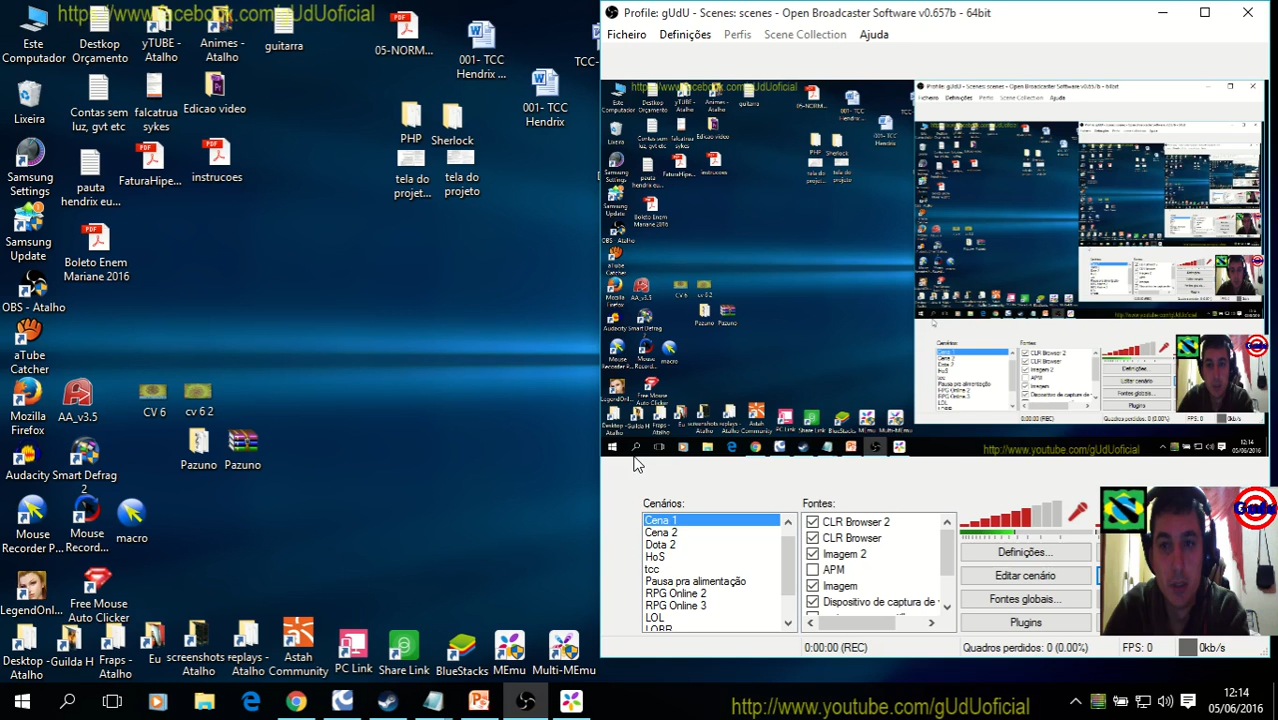 http://www.facebook.com/gUdUoficial
Este
Computador
Destkop
Orçamento
yTUBE -
Atalho
Animes -
Atalho
guitarra
05-NORM...
001- TCC
Hendrix ...
TCC-
Lixeira
Contas sem
luz, gvt etc
falcatrua
sykes
Edicao video
001- TCC
Hendrix
PHP
Sherlock
Samsung
Settings
pauta
hendrix eu...
FaturaHipe...
instrucoes
tela do
projet...
tela do
projeto
Samsung
Update
Boleto Enem
Mariane 2016
OBS - Atalho
aTube
Catcher
Mozilla
Firefox
AA_v3.5
CV 6
cv 6 2
Audacity
Smart Defrag
2
Pazuno
Pazuno
Mouse
Recorder P...
Mouse
Record...
macro
LegendOnl...
Free Mouse
Auto Clicker
Desktop -
Atalho
Guilda H
Fraps -
Atalho
Eu
screenshots
Atalho
replays -
Atalho
Astah
Community
PC Link
Share Link
BlueStacks
MEmu
Multi-MEmu
Profile: gUdU - Scenes: scenes - Open Broadcaster Software v0.657b - 64bit
Ficheiro
Definições
Perfis
Scene Collection
Ajuda
http://www.youtube.com/gUdUoficial
12:14
05/06/2016
Cenários:
Cena 1
Cena 2
Dota 2
HoS
tcc
Pausa pra alimentação
RPG Online 2
RPG Online 3
LOL
Fontes:
CLR Browser 2
CLR Browser
Imagem 2
APM
Imagem
Dispositivo de captura de
Definições...
Editar cenário
Fontes globais...
Plugins
Gudu
0:00:00 (REC)
Quadros perdidos: 0 (0.00%)
FPS: 0
0kb/s
http://www.youtube.com/gUdUoficial
12:14
05/06/2016